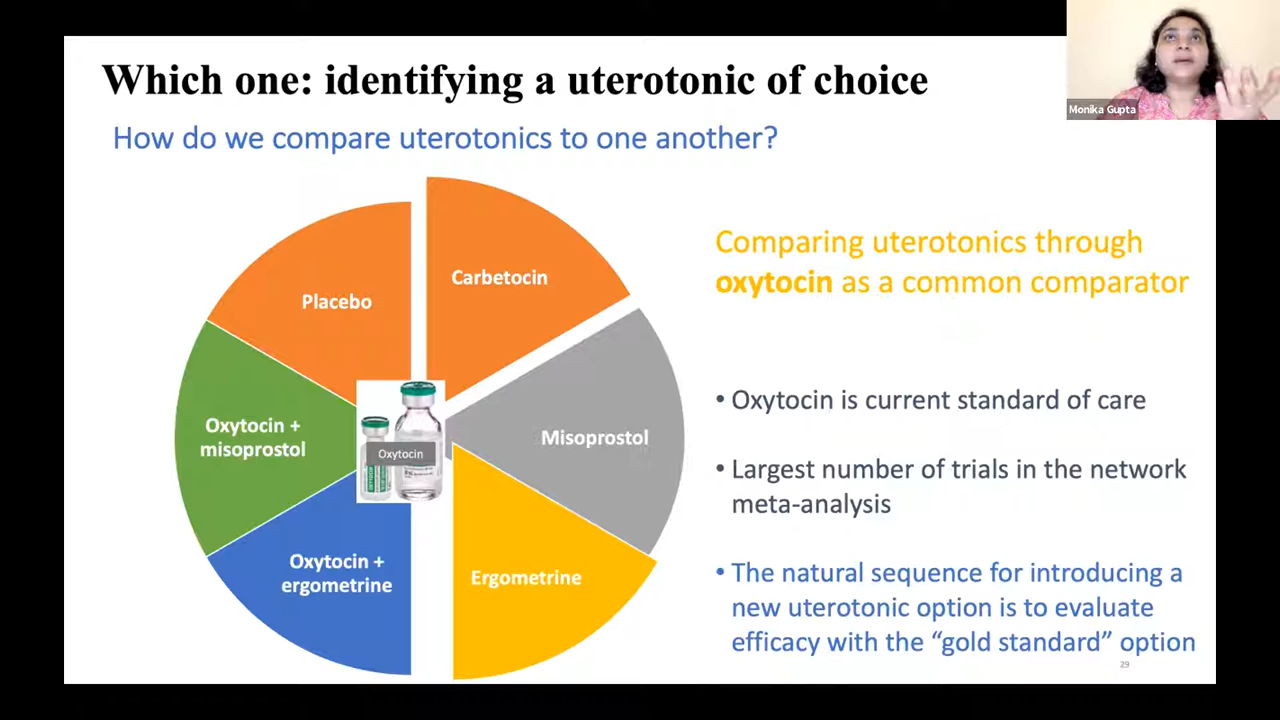 Which one: identifying a uterotonic of choice
Monika Gupta
How do we compare uterotonics to one another?
Placebo
Carbetocin
Oxytocin +
misoprostol
Oxytocin
Misoprostol
Oxytocin +
ergometrine
Ergometrine
Comparing uterotonics through
oxytocin as a common comparator
• Oxytocin is current standard of care
• Largest number of trials in the network
meta-analysis
• The natural sequence for introducing a
new uterotonic option is to evaluate
efficacy with the “gold standard” option
29